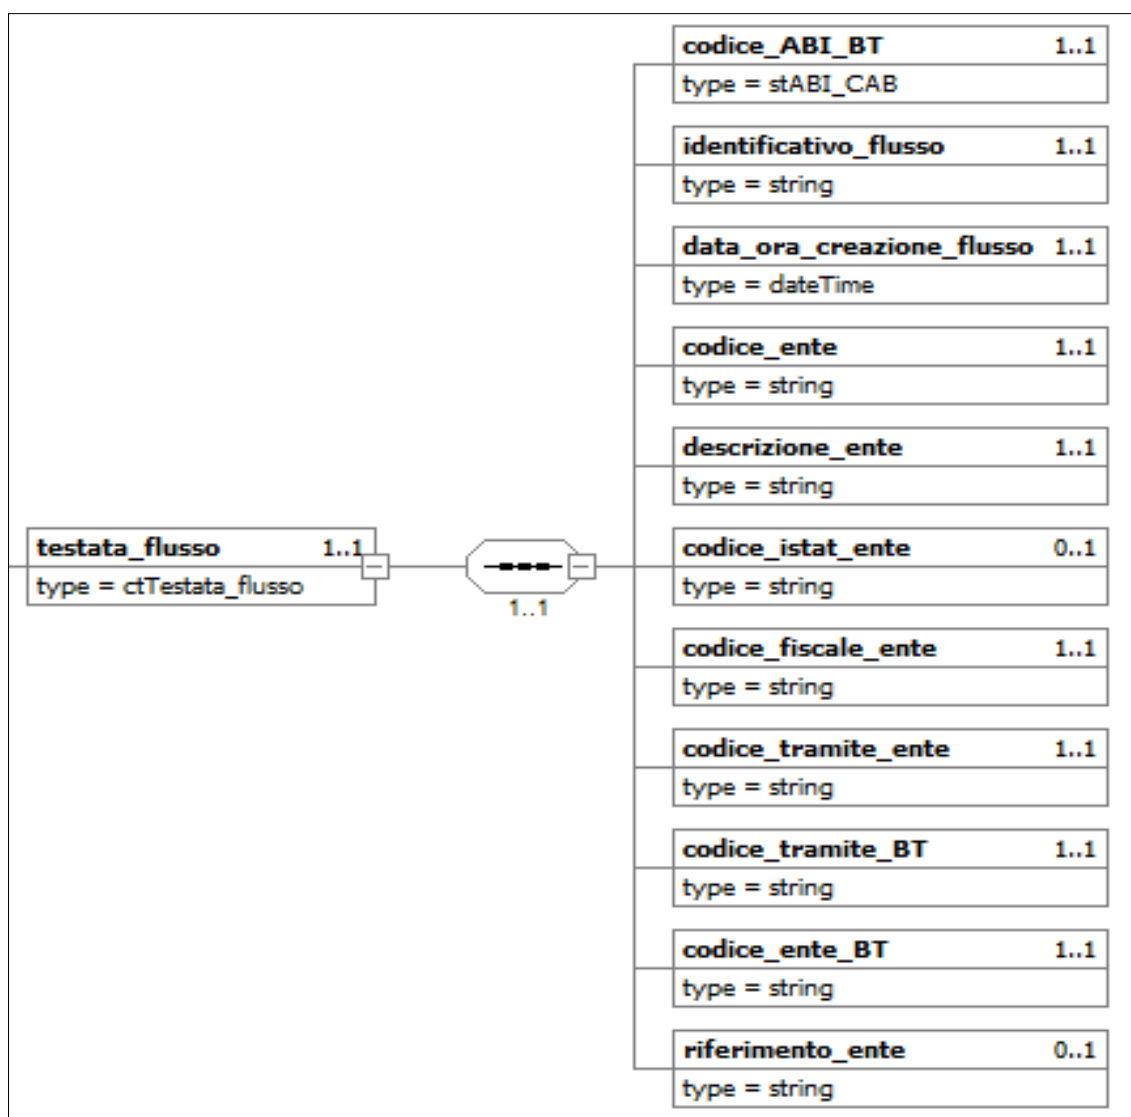 testata_flusso 1..1
type = ctTestata_flusso
1..1
codice_ABI_BT 1..1
type = stABI_CAB
identificativo_flusso 1..1
type = string
data_ora_creazione_flusso 1..1
type = dateTime
codice_ente 1..1
type = string
descrizione_ente 1..1
type = string
codice_istat_ente 0..1
type = string
codice_fiscale_ente 1..1
type = string
codice_tramite_ente 1..1
type = string
codice_tramite_BT 1..1
type = string
codice_ente_BT 1..1
type = string
riferimento_ente 0..1
type = string